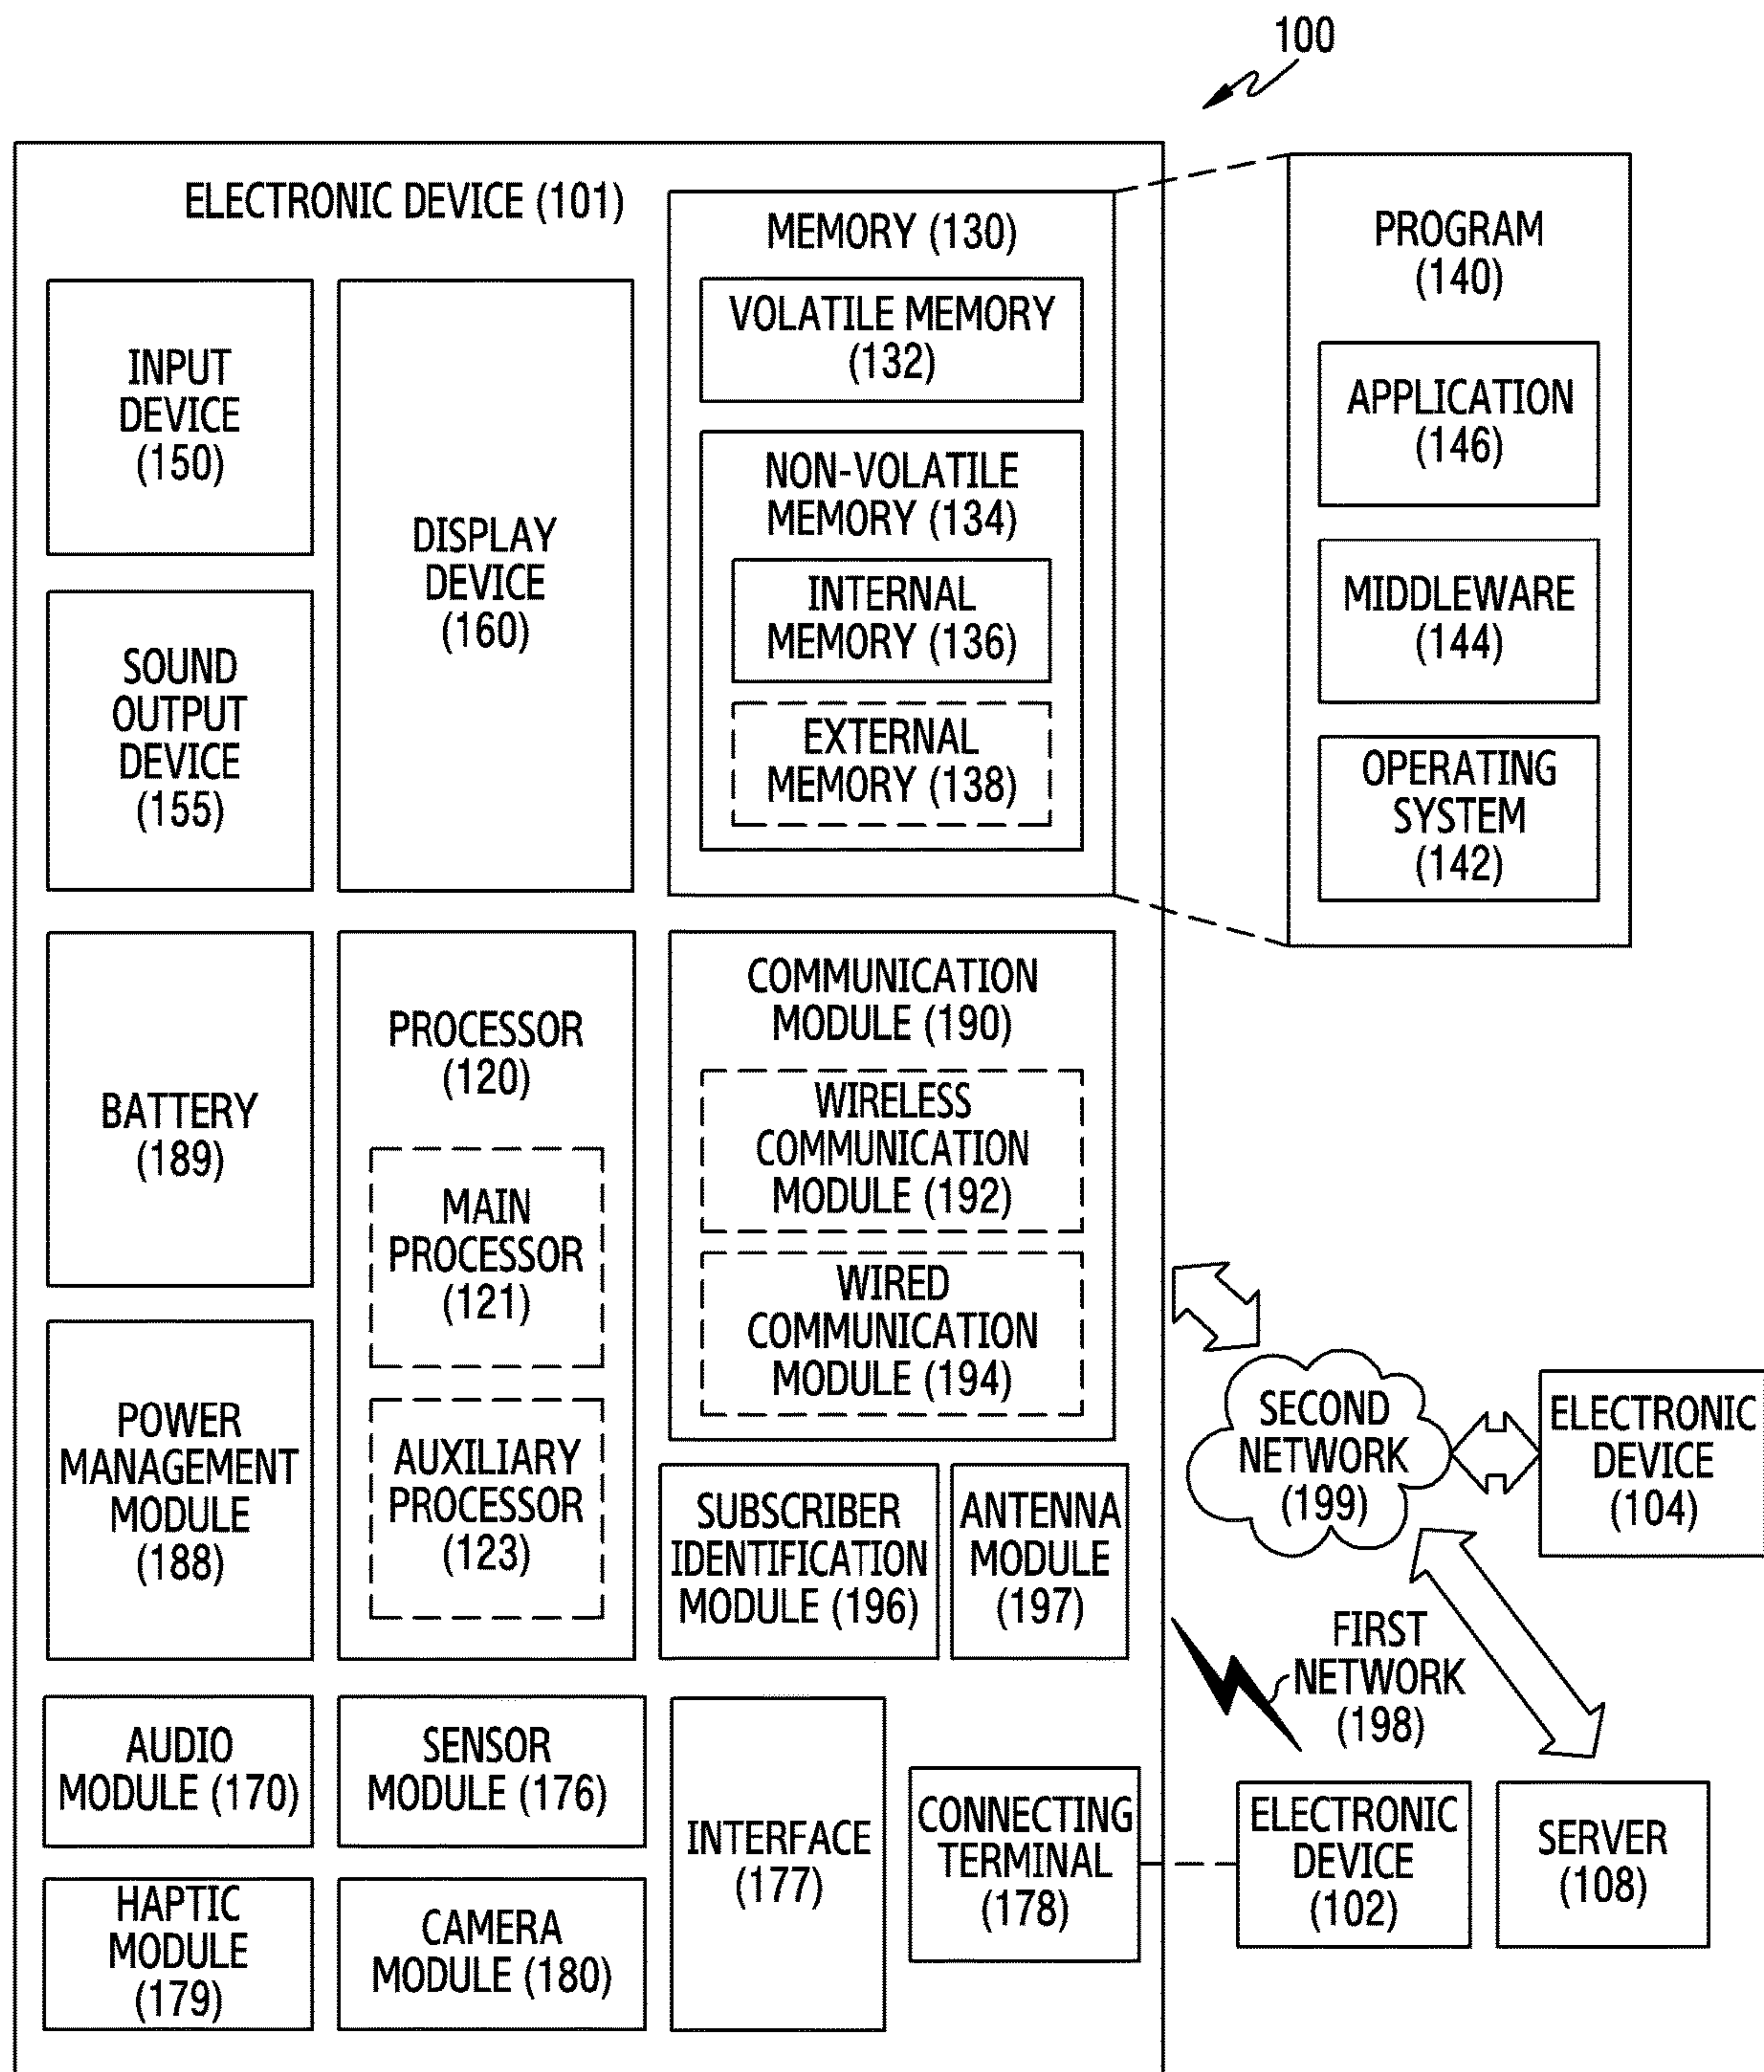 100
ELECTRONIC DEVICE (101)
INPUT
DEVICE
(150)
SOUND
OUTPUT
DEVICE
(155)
DISPLAY
DEVICE
(160)
MEMORY (130)
VOLATILE MEMORY
(132)
NON-VOLATILE
MEMORY (134)
INTERNAL
MEMORY (136)
EXTERNAL
MEMORY (138)
PROGRAM
(140)
APPLICATION
(146)
MIDDLEWARE
(144)
OPERATING
SYSTEM
(142)
BATTERY
(189)
POWER
MANAGEMENT
MODULE
(188)
PROCESSOR
(120)
MAIN
PROCESSOR
(121)
AUXILIARY
PROCESSOR
(123)
COMMUNICATION
MODULE (190)
WIRELESS
COMMUNICATION
MODULE (192)
WIRED
COMMUNICATION
MODULE (194)
SUBSCRIBER
IDENTIFICATION
MODULE (196)
ANTENNA
MODULE
(197)
SECOND
NETWORK
(199)
ELECTRONIC
DEVICE
(104)
FIRST
NETWORK
(198)
AUDIO
MODULE (170)
SENSOR
MODULE (176)
HAPTIC
MODULE
(179)
CAMERA
MODULE (180)
INTERFACE
(177)
CONNECTING
TERMINAL
(178)
ELECTRONIC
DEVICE
(102)
SERVER
(108)